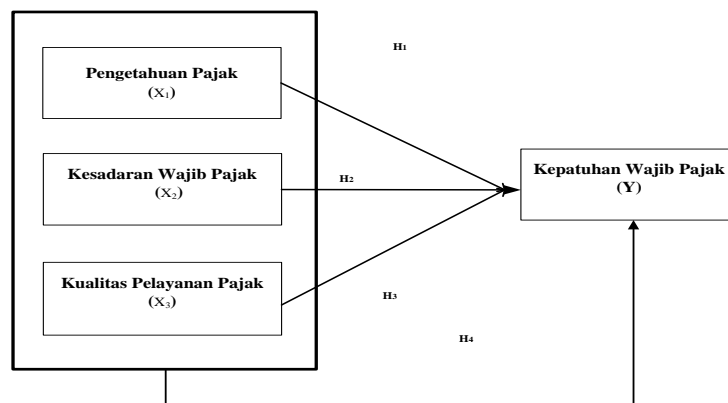 H1
Pengetahuan Pajak
(X1)
Kesadaran Wajib Pajak
(X2)
H2
Kepatuhan Wajib Pajak
(Y)
Kualitas Pelayanan Pajak
(X3)
H3
H4